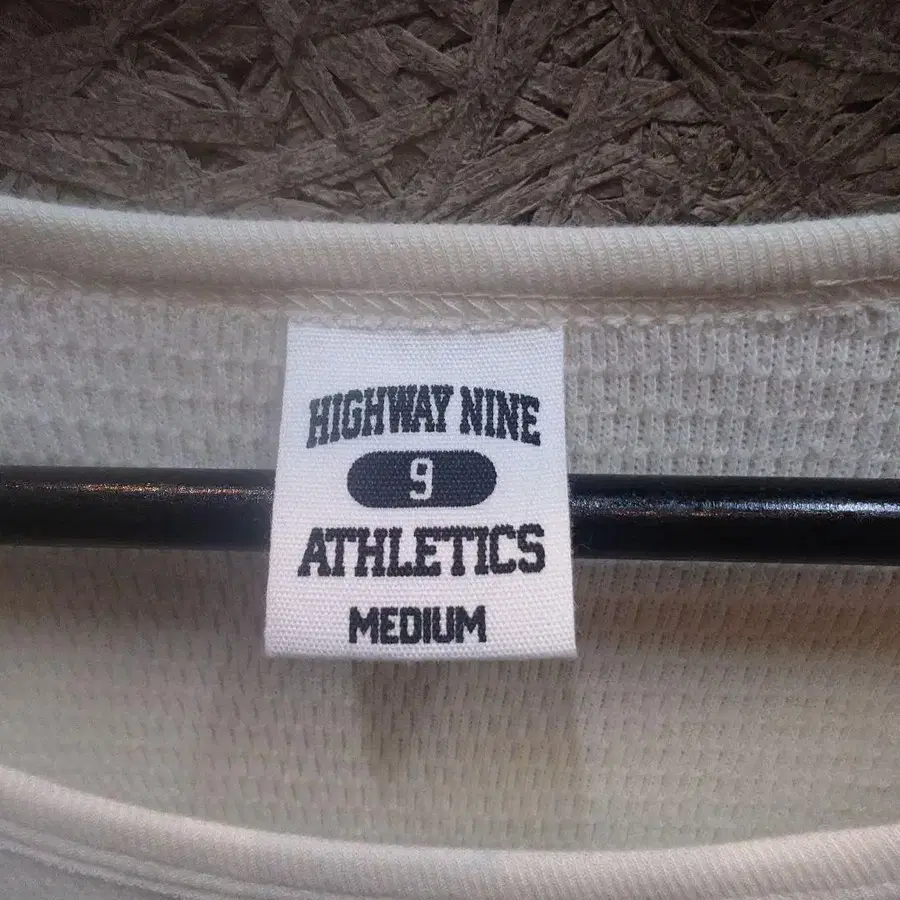 HIGHWAY NINE
9
ATHLETICS
MEDIUM